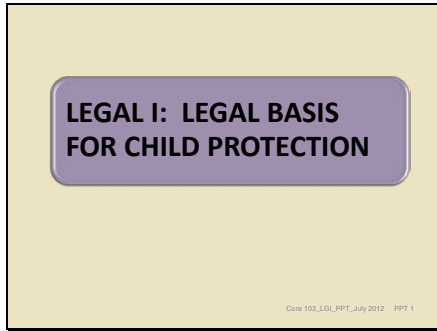 LEGAL I: LEGAL BASIS
FOR CHILD PROTECTION
Core 103_LGI_PPT_July 2012 PPT 1